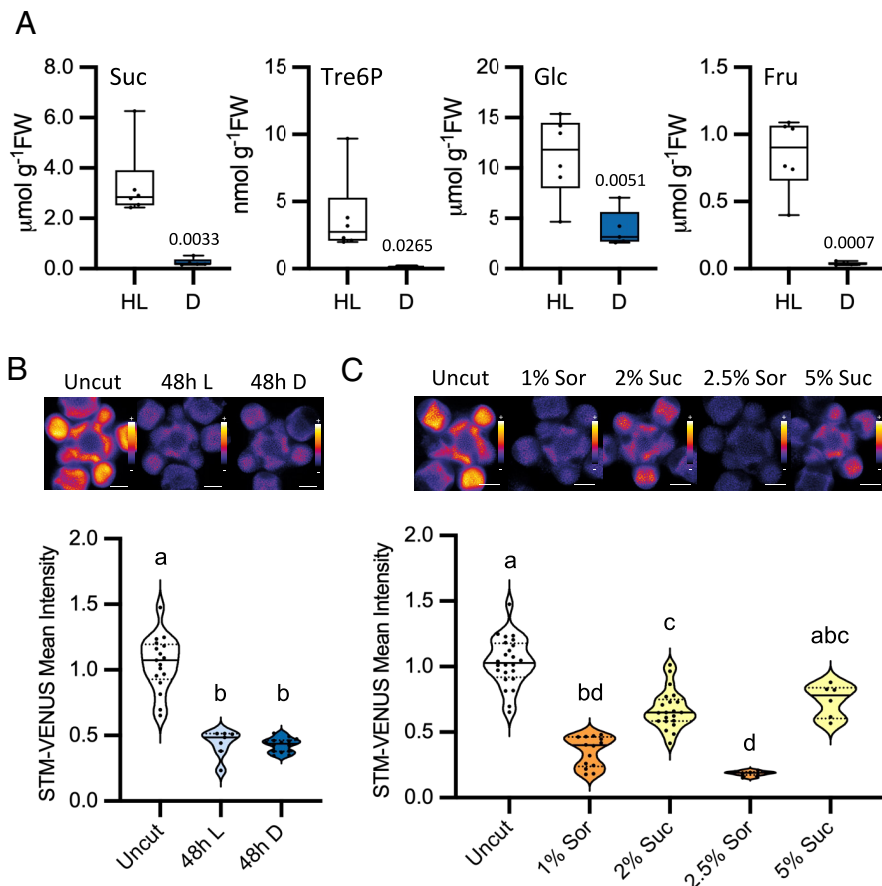 A
Suc
Tre6P
Glc
Fru
8.0
6.0
4.0
2.0
0.0
μmol g⁻¹FW
0.0033
HL
D
15
10
5
0
nmol g⁻¹FW
0.0265
HL
D
20
15
10
5
0
μmol g⁻¹FW
0.0051
HL
D
1.5
1.0
0.5
0.0
μmol g⁻¹FW
0.0007
HL
D
B
Uncut
48h L
48h D
+
-
+
-
+
-
2.0
1.5
1.0
0.5
0.0
STM-VENUS Mean Intensity
a
b
b
Uncut
48h L
48h D
C
Uncut
1% Sor
2% Suc
2.5% Sor
5% Suc
+
-
+
-
+
-
+
-
+
-
2.0
1.5
1.0
0.5
0.0
STM-VENUS Mean Intensity
a
bd
c
d
abc
Uncut
1% Sor
2% Suc
2.5% Sor
5% Suc